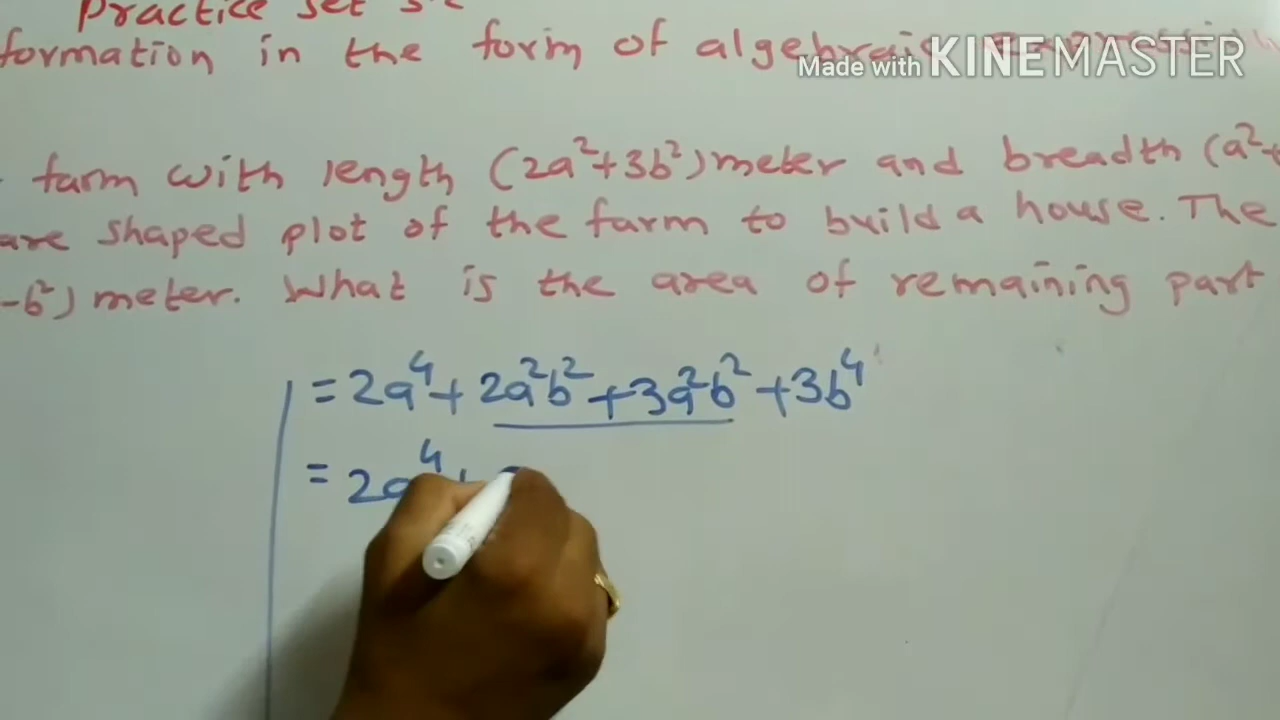 Practice set
formation in the form of algebraic
Made with KINEMASTER
farm with length (2a²+3b²) meter and breadth (a²+
are shaped plot of the farm to build a house. The
-b²) meter. What is the area of remaining part
= 2a⁴ + 2a²b² + 3a²b² + 3b⁴
= 2a⁴ +